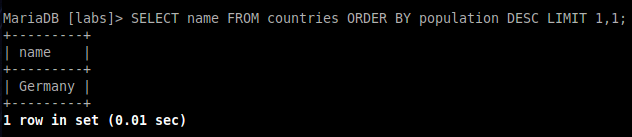 MariaDB [labs]> SELECT name FROM countries ORDER BY population DESC LIMIT 1,1;
+---------+
| name    |
+---------+
| Germany |
+---------+
1 row in set (0.01 sec)